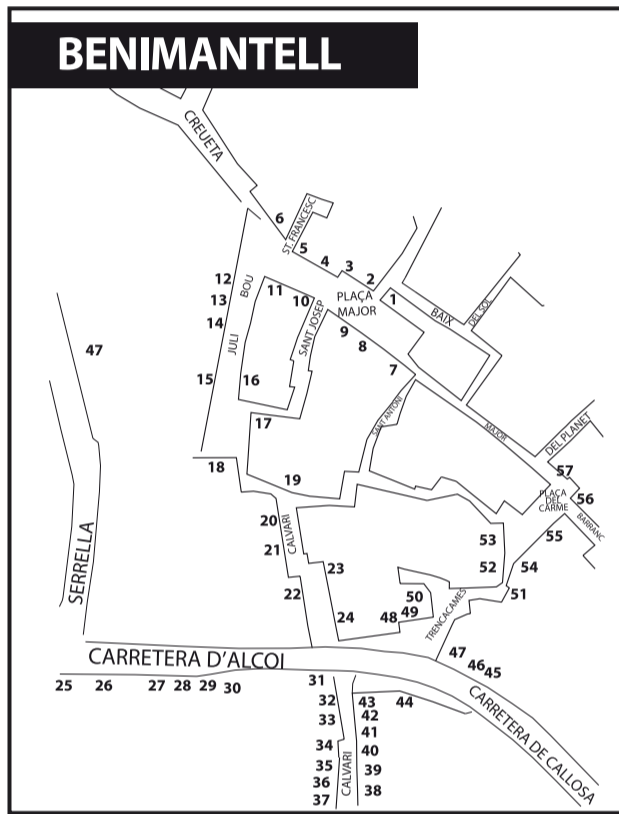 BENIMANTELL
CREUETA
6
ST. FRANCESC
5
4
3
2
12
BOU
11
10
PLAÇA
MAJOR
1
13
BAIX
DEL SOL
14
JULI
SANT JOSEP
9
8
47
7
15
16
17
SANT ANTONI
MAJOR
DEL PLANET
18
57
19
PLAÇA
DEL
CARME
56
BARRANC
20
CALVARI
21
53
55
SERRELLA
23
52
54
22
50
51
49
48
24
TRENCACAMES
47
46
45
CARRETERA D'ALCOI
25
26
27
28
29
30
31
CARRETERA DE CALLOSA
32
43
44
33
42
41
34
40
35
CALVARI
39
36
38
37